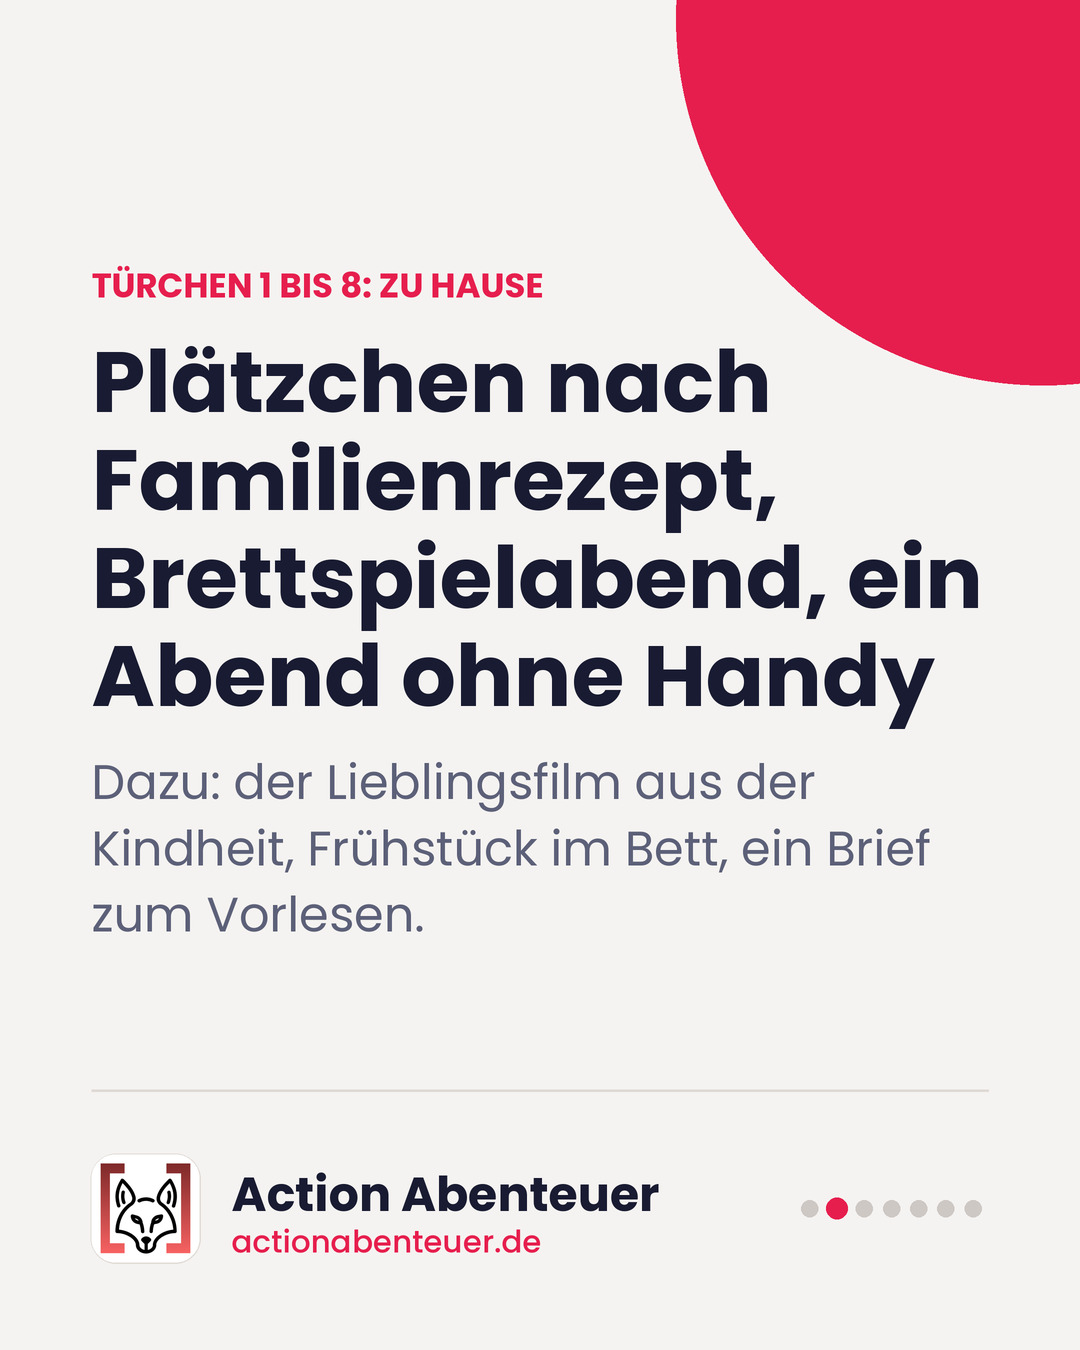 TÜRCHEN 1 BIS 8: ZU HAUSE
Plätzchen nach
Familienrezept,
Brettspielabend, ein
Abend ohne Handy
Dazu: der Lieblingsfilm aus der
Kindheit, Frühstück im Bett, ein Brief
zum Vorlesen.
Action Abenteuer
actionabenteuer.de